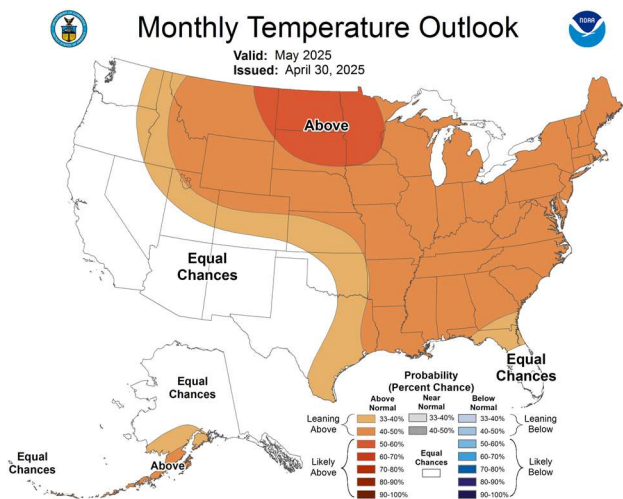 Monthly Temperature Outlook
NOAA
Valid: May 2025
Issued: April 30, 2025
Above
Equal
Chances
Equal
Chances
Equal
Chances
Equal
Chances
Above
Probability
(Percent Chance)
Above
Normal
Near
Normal
Below
Normal
Leaning
Above
33-40%
40-50%
33-40%
40-50%
33-40%
40-50%
Leaning
Below
Likely
Above
50-60%
60-70%
70-80%
80-90%
90-100%
Equal
Chances
50-60%
60-70%
70-80%
80-90%
90-100%
Likely
Below